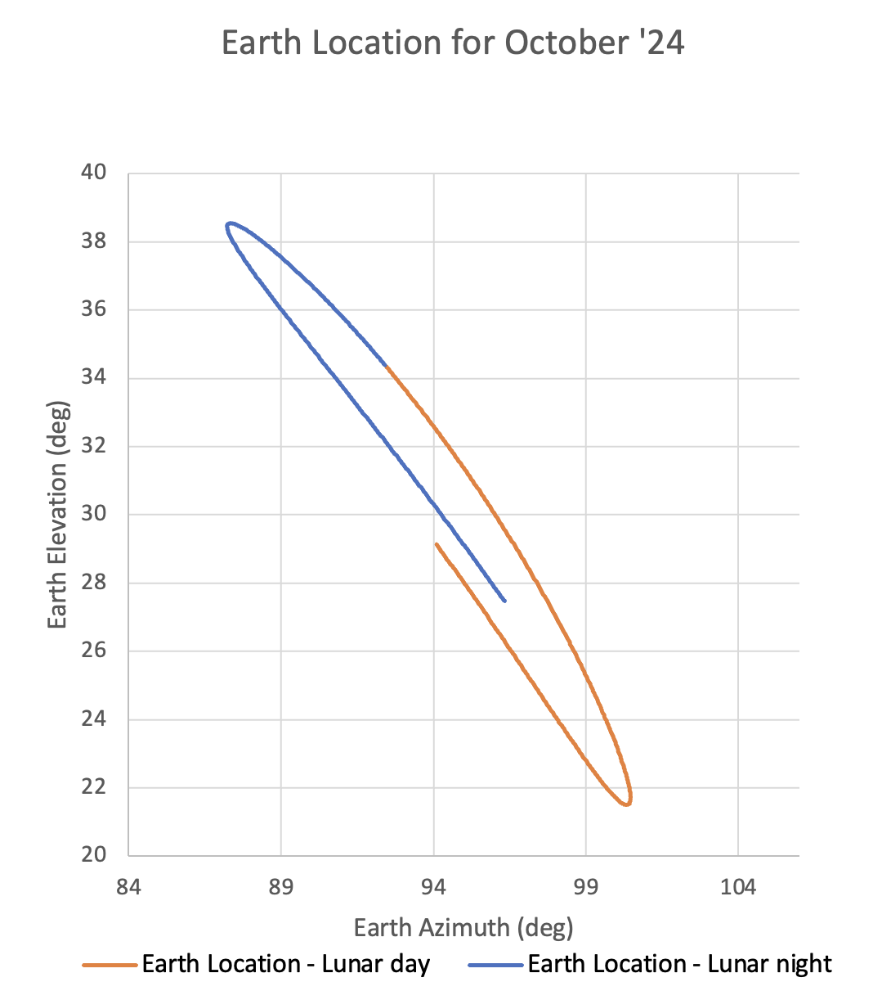 Earth Location for October '24
40
38
36
34
32
30
28
26
24
22
20
Earth Elevation (deg)
84 89 94 99 104
Earth Azimuth (deg)
Earth Location - Lunar day Earth Location - Lunar night